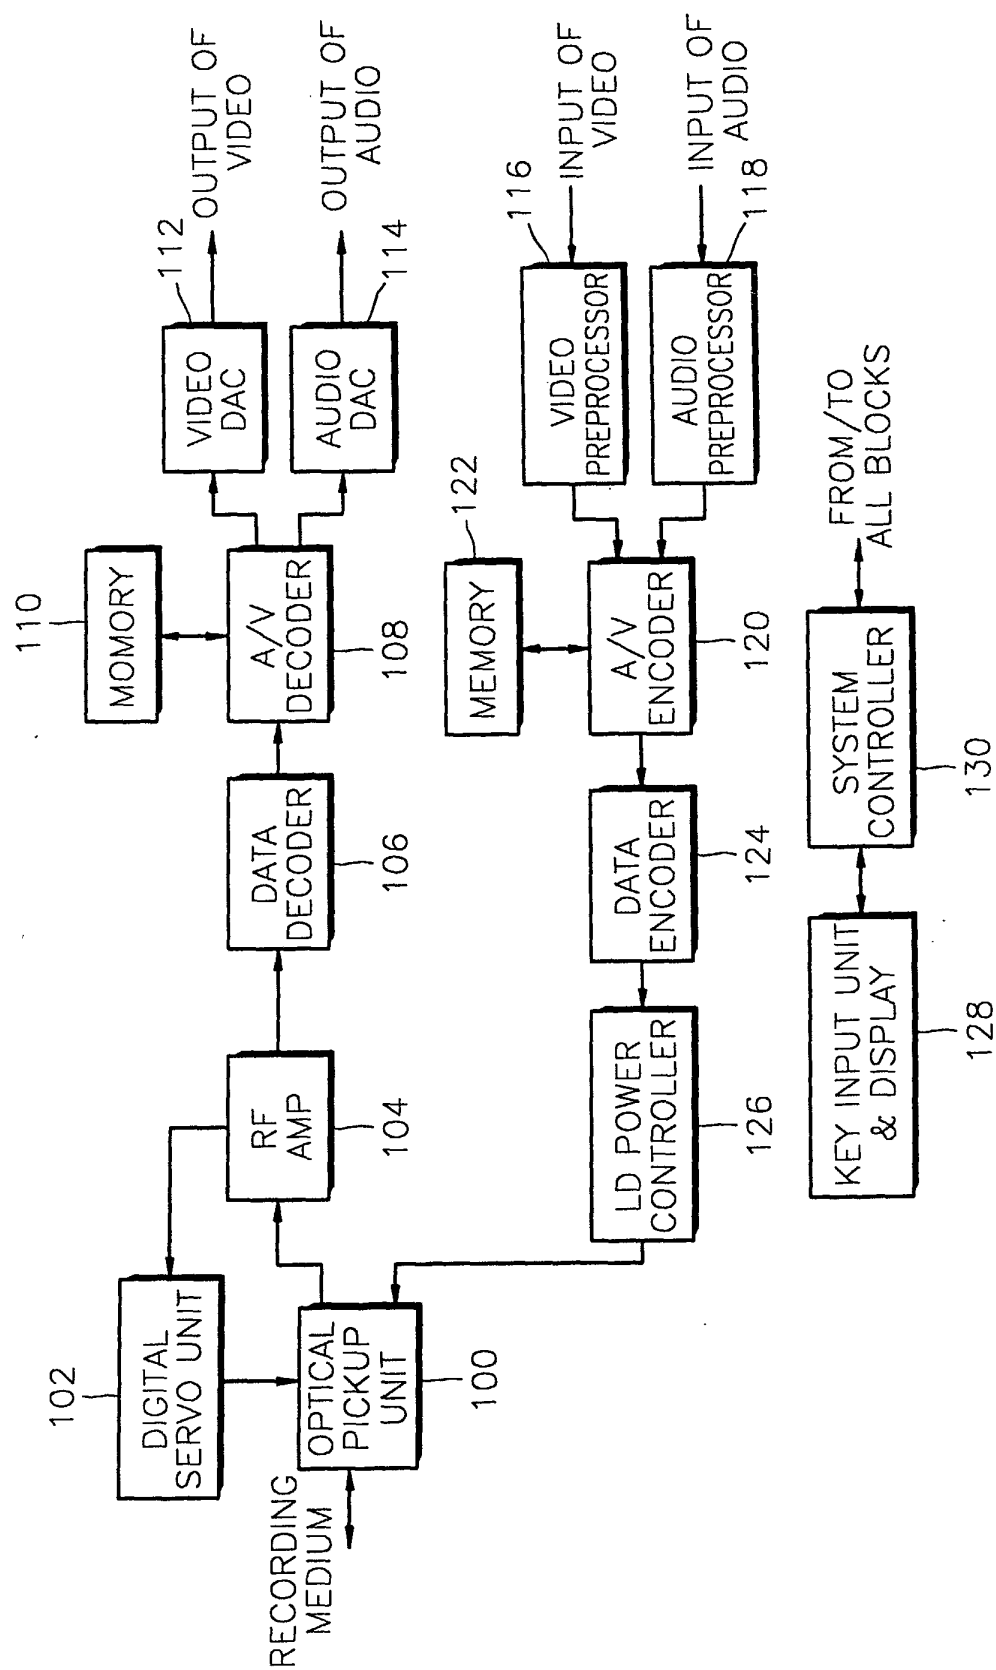 102
DIGITAL
SERVO UNIT
RECORDING
MEDIUM
OPTICAL
PICKUP
UNIT
100
RF
AMP
104
DATA
DECODER
106
110
MOMORY
A/V
DECODER
108
VIDEO
DAC
112
OUTPUT OF
VIDEO
AUDIO
DAC
114
OUTPUT OF
AUDIO
LD POWER
CONTROLLER
126
DATA
ENCODER
124
MEMORY
122
A/V
ENCODER
120
VIDEO
PREPROCESSOR
116
INPUT OF
VIDEO
AUDIO
PREPROCESSOR
118
INPUT OF
AUDIO
KEY INPUT UNIT
& DISPLAY
128
SYSTEM
CONTROLLER
130
FROM/TO
ALL BLOCKS